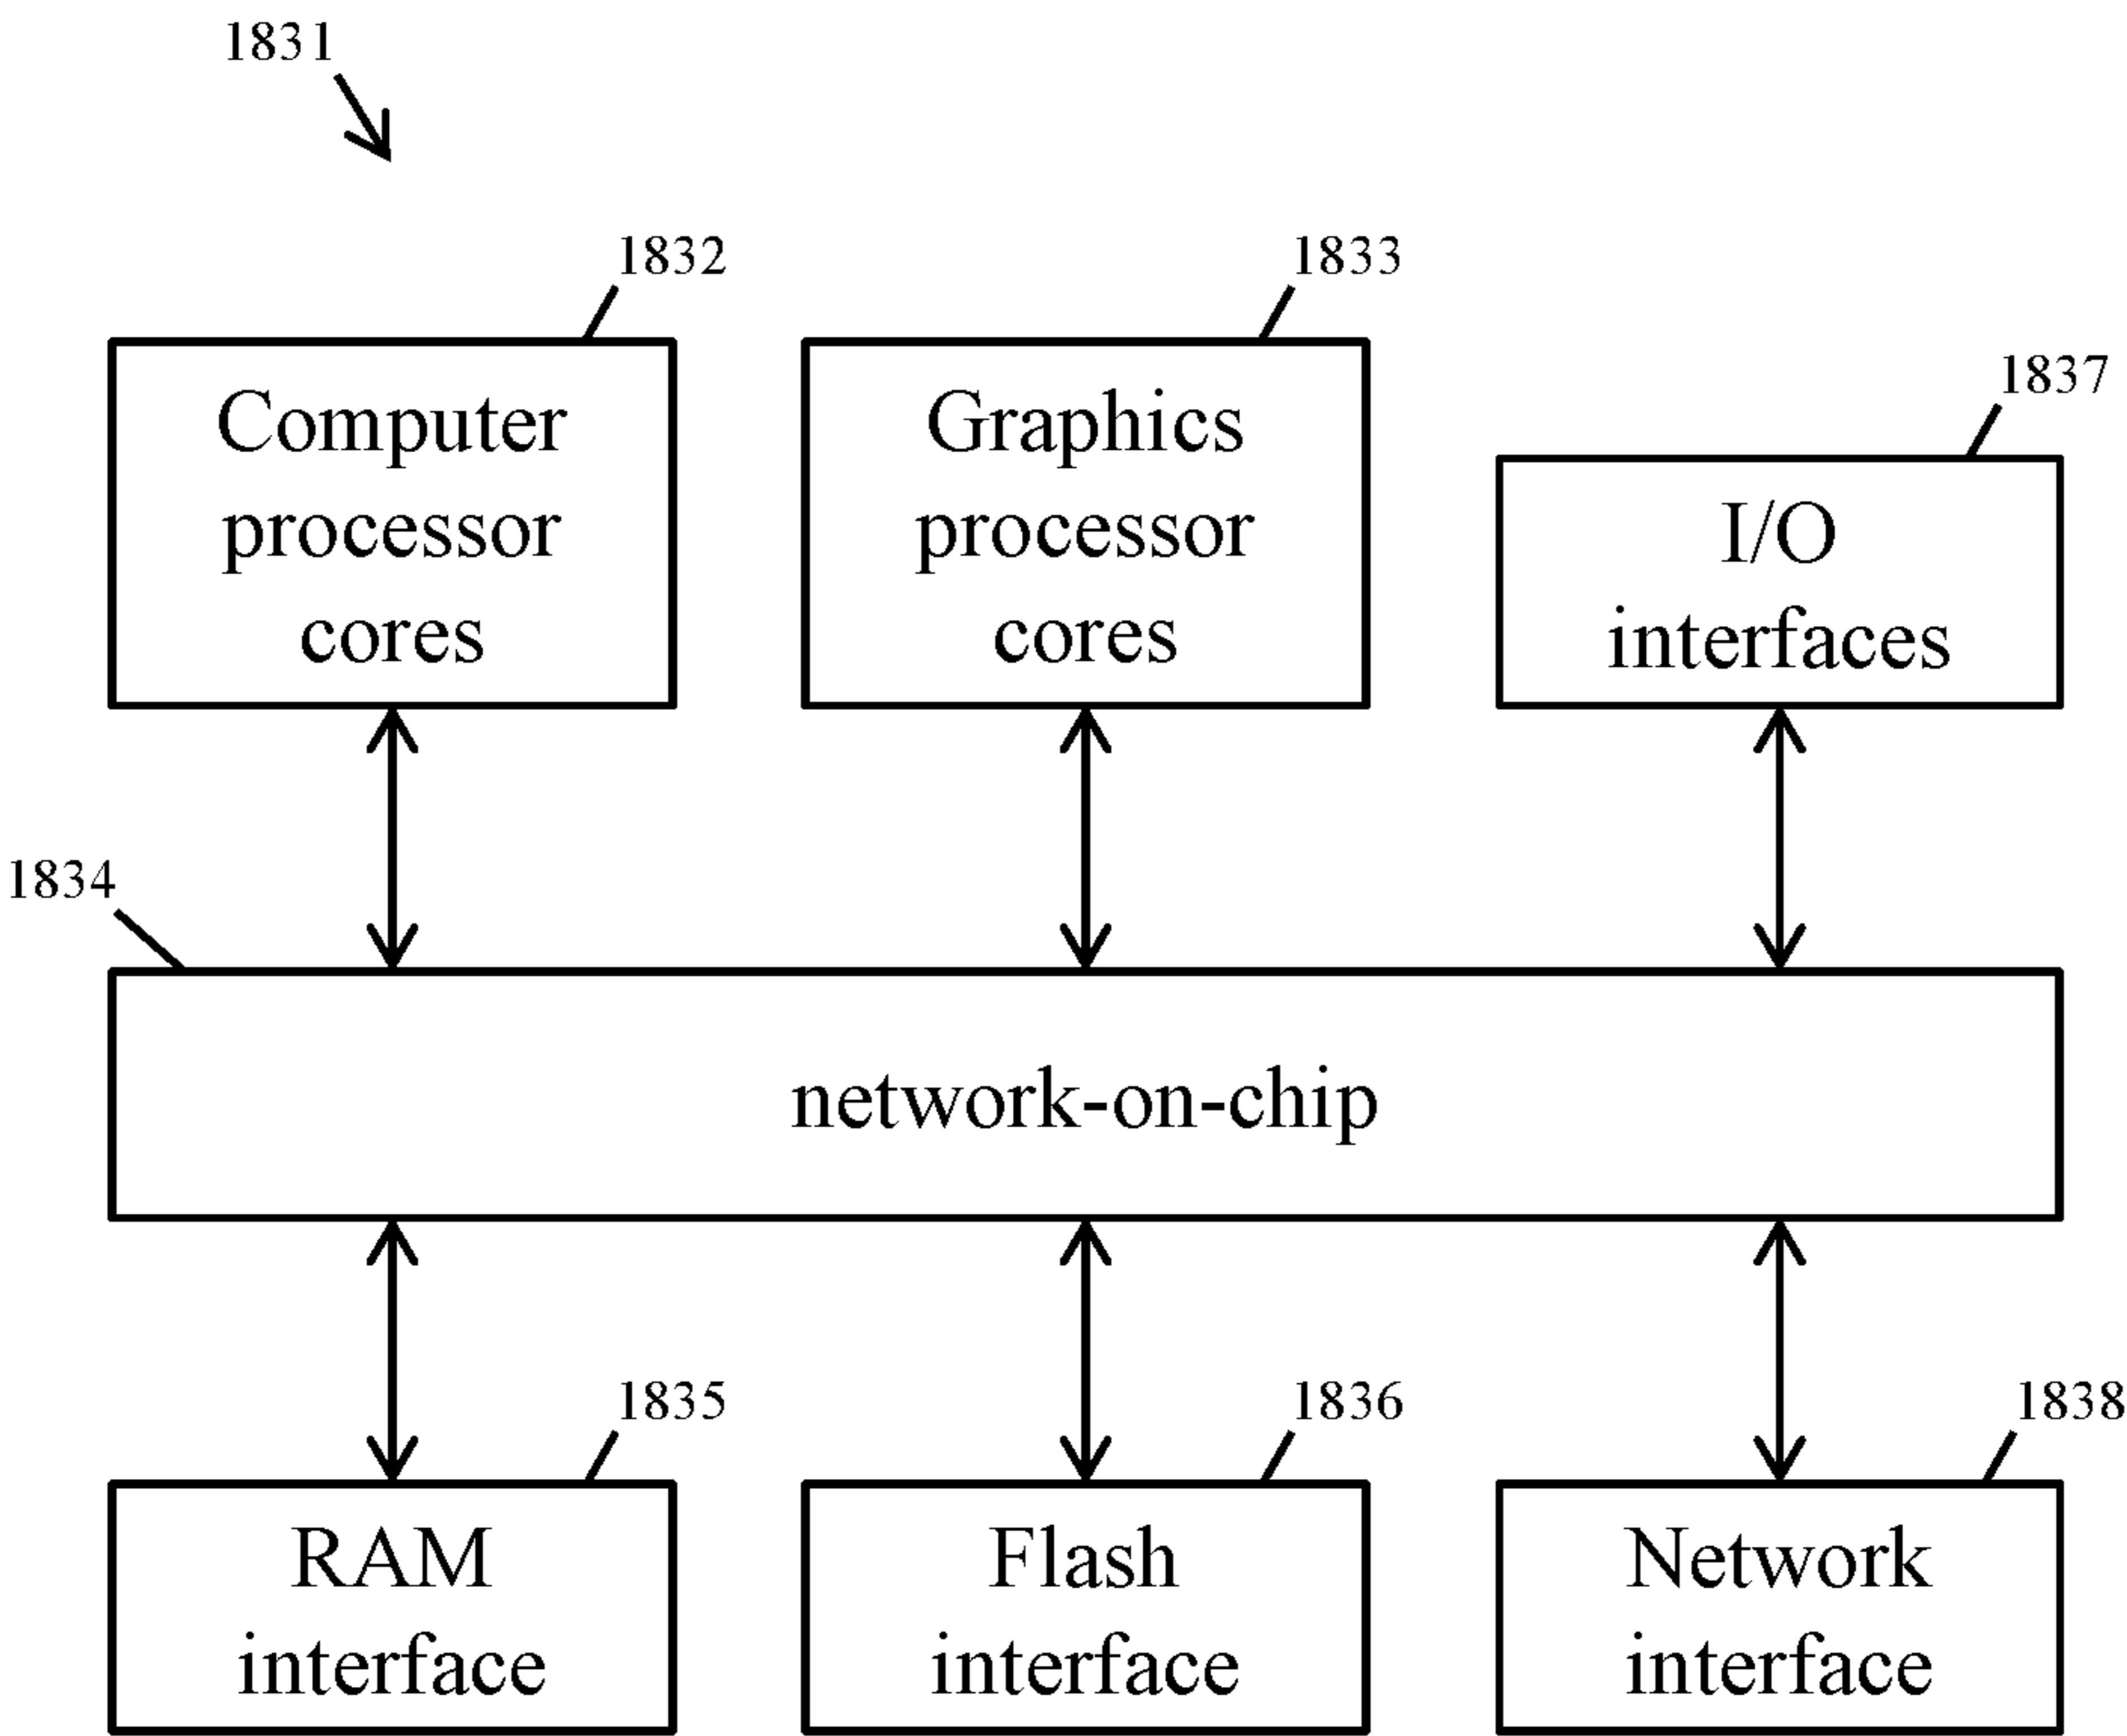 1831
1832
1833
1837
Computer
processor
cores
Graphics
processor
cores
I/O
interfaces
1834
network-on-chip
1835
1836
1838
RAM
interface
Flash
interface
Network
interface